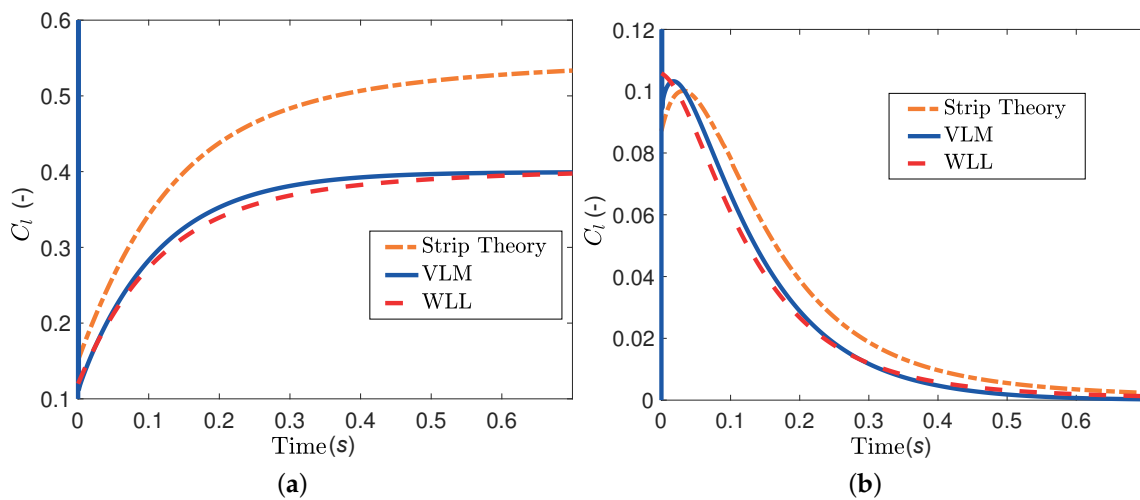 0.6
0.5
0.4
0.3
0.2
0.1
C_l (-)
Strip Theory
VLM
WLL
0 0.1 0.2 0.3 0.4 0.5 0.6
Time(s)
(a)
0.12
0.1
0.08
0.06
0.04
0.02
0
C_l (-)
Strip Theory
VLM
WLL
0 0.1 0.2 0.3 0.4 0.5 0.6
Time(s)
(b)